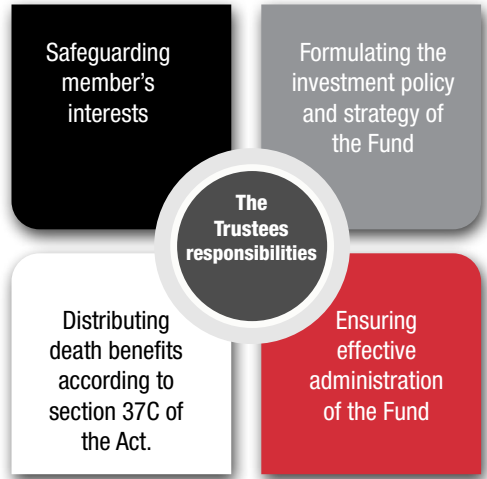 Safeguarding
member’s
interests
Formulating the
investment policy
and strategy of
the Fund
The
Trustees
responsibilities
Distributing
death benefits
according to
section 37C of
the Act.
Ensuring
effective
administration
of the Fund